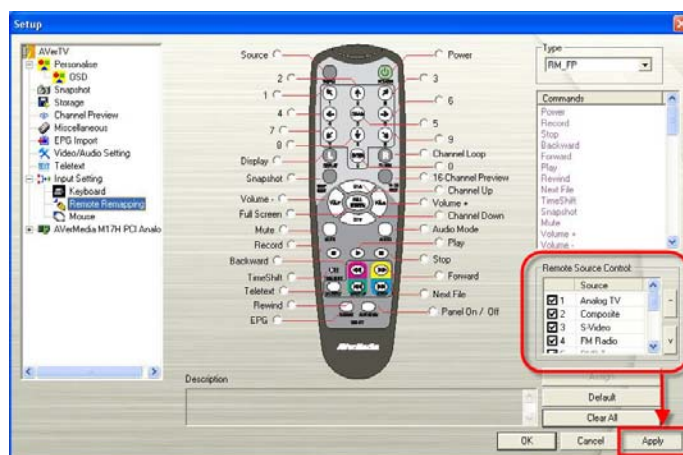 Setup
AVerTV
Personalise
OSD
Snapshot
Storage
Channel Preview
Miscellaneous
EPG Import
Video/Audio Setting
Teletext
Input Setting
Keyboard
Remote Remapping
Mouse
AVerMedia M17H PCI Analo
Source
2
1
4
7
8
Display
Snapshot
Volume -
Full Screen
Mute
Record
Backward
TimeShift
Teletext
Rewind
EPG
Power
3
6
5
9
Channel Loop
0
16-Channel Preview
Channel Up
Volume +
Channel Down
Audio Mode
Play
Stop
Forward
Next File
Panel On / Off
AVerMedia
Type
RM_FP
Commands
Power
Record
Stop
Backward
Forward
Play
Rewind
Next File
TimeShift
Snapshot
Mute
Volume +
Volume -
Remote Source Control:
Source
1 Analog TV
2 Composite
3 S-Video
4 FM Radio
Description
Assign
Default
Clear All
OK
Cancel
Apply